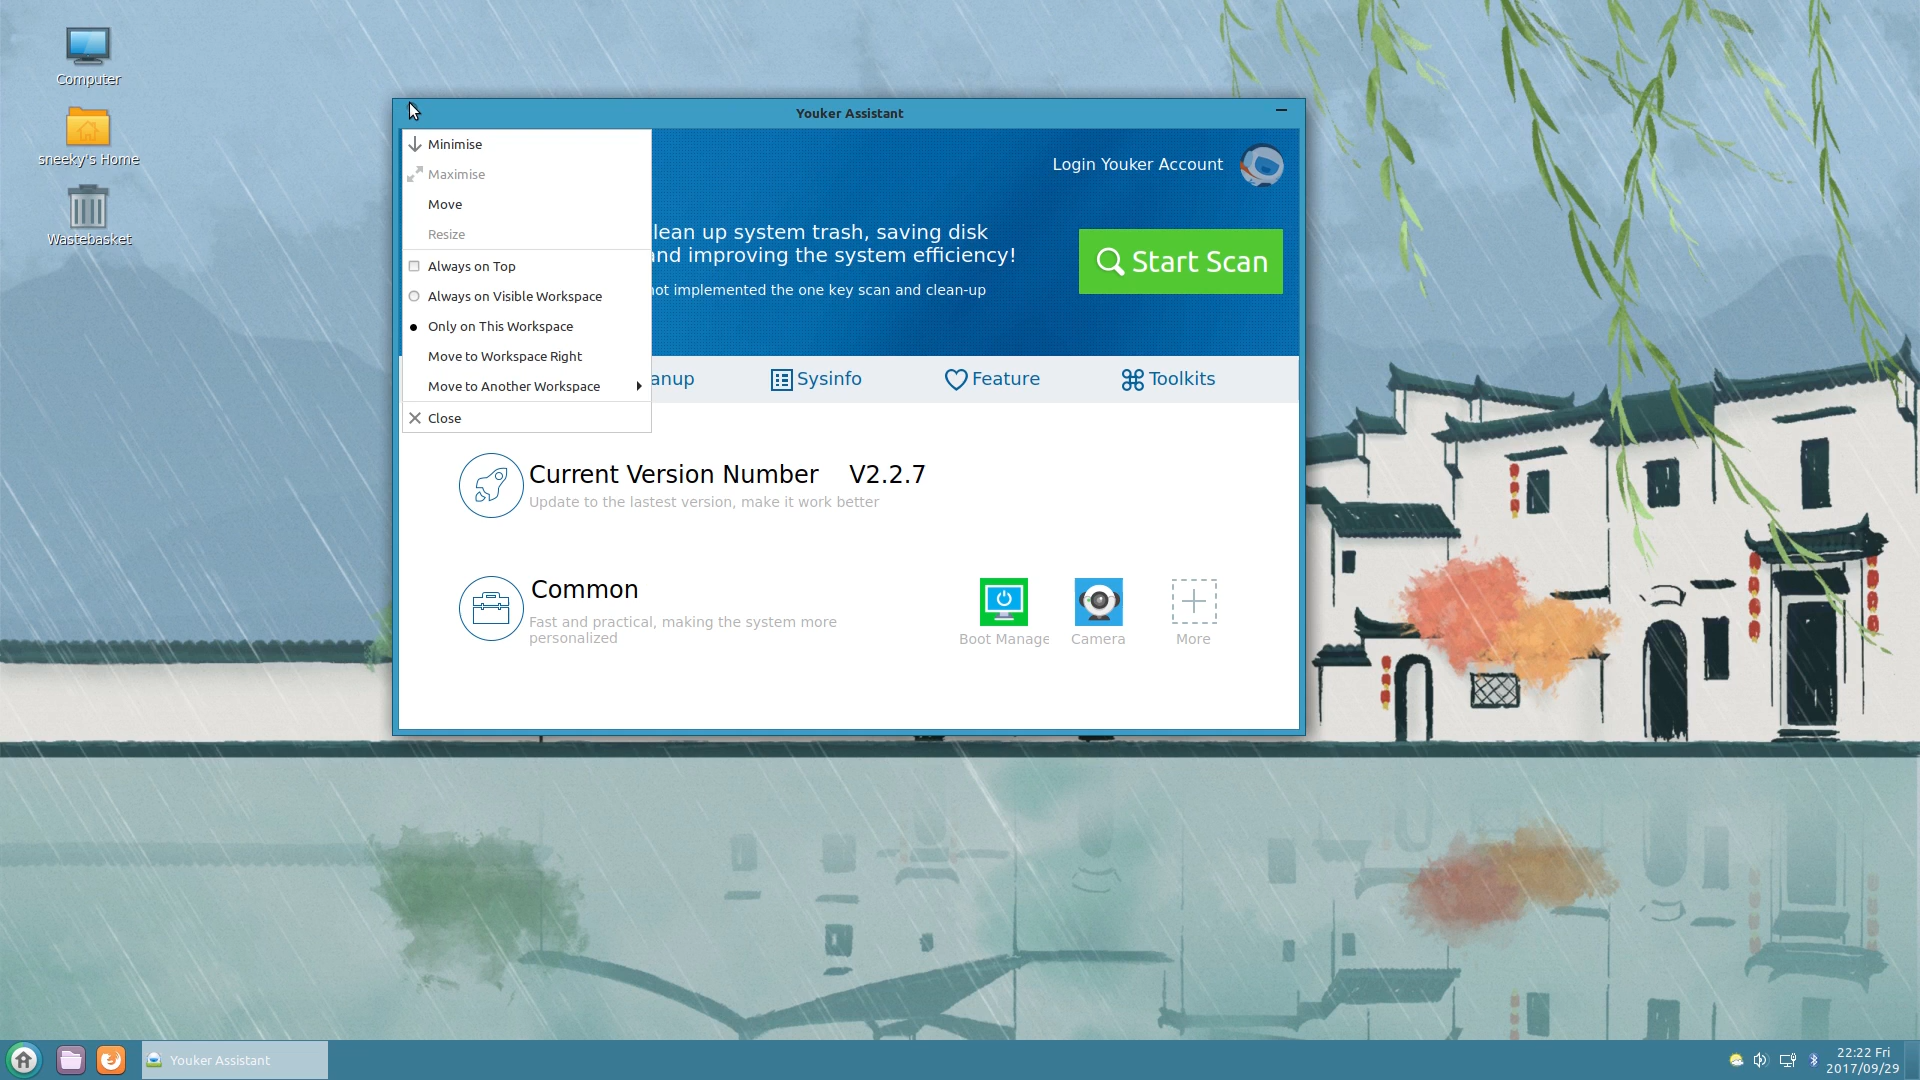 Computer
sneeky's Home
Wastebasket
Youker Assistant
Minimise
Maximise
Move
Resize
Always on Top
Always on Visible Workspace
Only on This Workspace
Move to Workspace Right
Move to Another Workspace
Close
Login Youker Account
lean up system trash, saving disk
nd improving the system efficiency!
not implemented the one key scan and clean-up
Start Scan
anup
Sysinfo
Feature
Toolkits
Current Version Number V2.2.7
Update to the lastest version, make it work better
Common
Fast and practical, making the system more
personalized
Boot Manage
Camera
More
Youker Assistant
22:22 Fri
2017/09/29